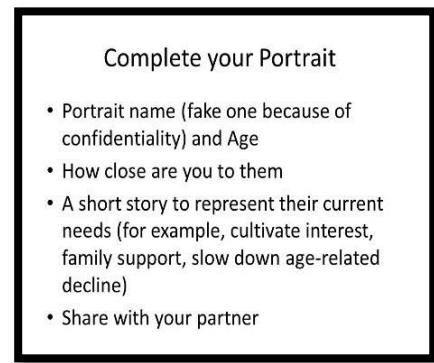 Complete your Portrait
• Portrait name (fake one because of
confidentiality) and Age
• How close are you to them
• A short story to represent their current
needs (for example, cultivate interest,
family support, slow down age-related
decline)
• Share with your partner